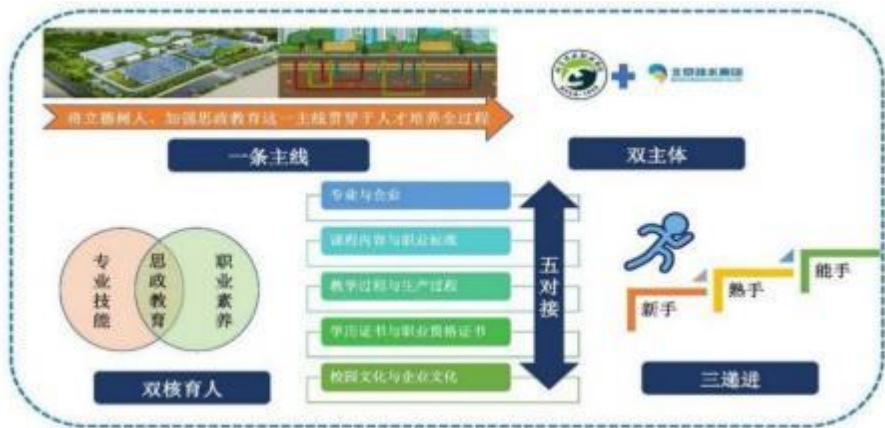 将立德树人、加强思政教育这一主线贯穿于人才培养全过程
一条主线
双主体
专业与企业
课程内容与职业标准
教学过程与生产过程
学历证书与职业资格证书
校园文化与企业文化
五对接
专业技能
思政教育
职业素养
双核育人
新手
熟手
能手
三递进